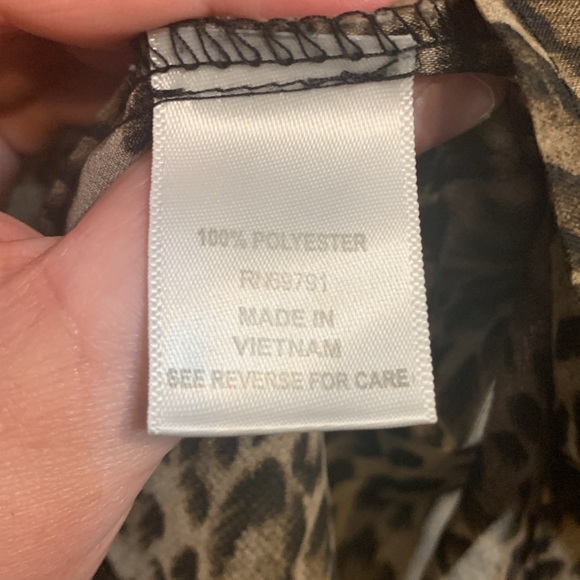 100% POLYESTER
RN69791
MADE IN
VIETNAM
SEE REVERSE FOR CARE